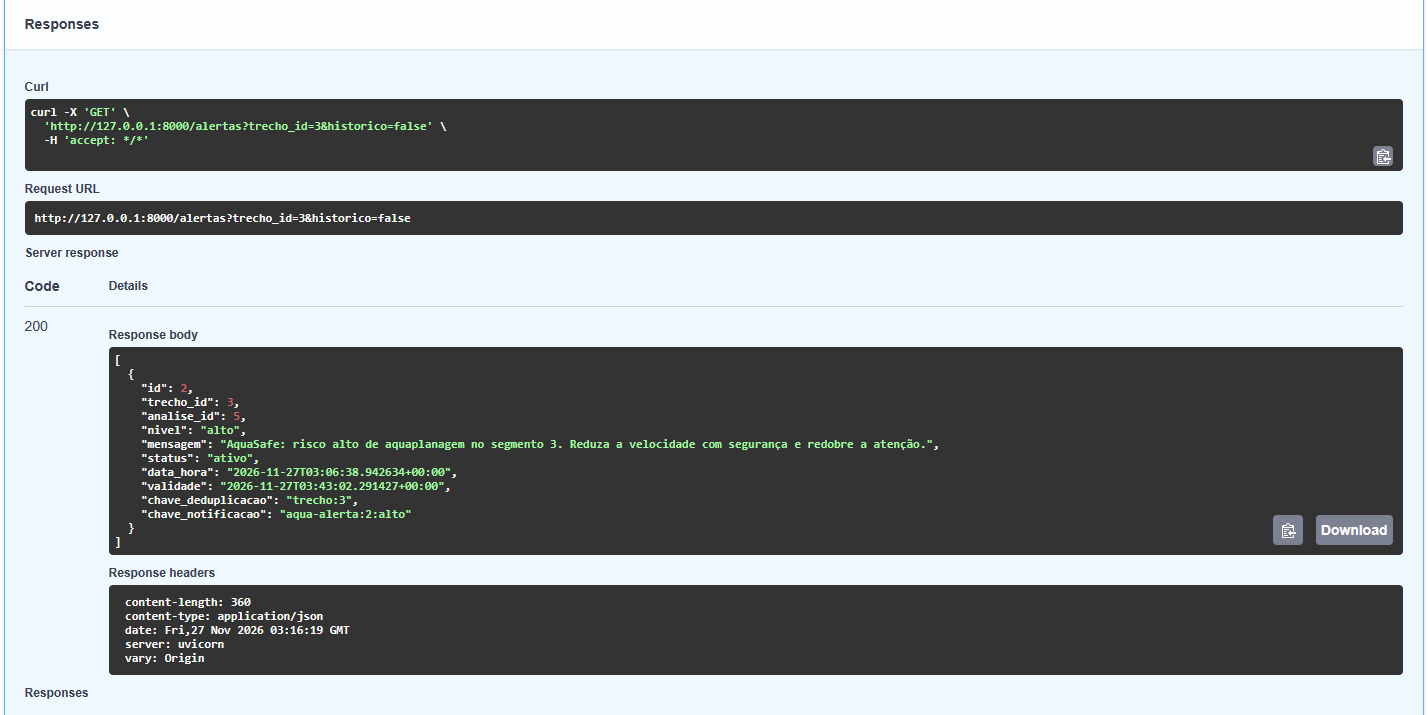 Responses
Curl
curl -X 'GET' \
  'http://127.0.0.1:8000/alertas?trecho_id=3&historico=false' \
  -H 'accept: */*'
Request URL
http://127.0.0.1:8000/alertas?trecho_id=3&historico=false
Server response
Code Details
200
Response body
[
  {
    "id": 2,
    "trecho_id": 3,
    "analise_id": 5,
    "nivel": "alto",
    "mensagem": "AquaSafe: risco alto de aquaplanagem no segmento 3. Reduza a velocidade com segurança e redobre a atenção.",
    "status": "ativo",
    "data_hora": "2026-11-27T03:06:38.942634+00:00",
    "validade": "2026-11-27T03:43:02.291427+00:00",
    "chave_deduplicacao": "trecho:3",
    "chave_notificacao": "aqua-alerta:2:alto"
  }
]
Download
Response headers
content-length: 360
content-type: application/json
date: Fri,27 Nov 2026 03:16:19 GMT
server: uvicorn
vary: Origin
Responses